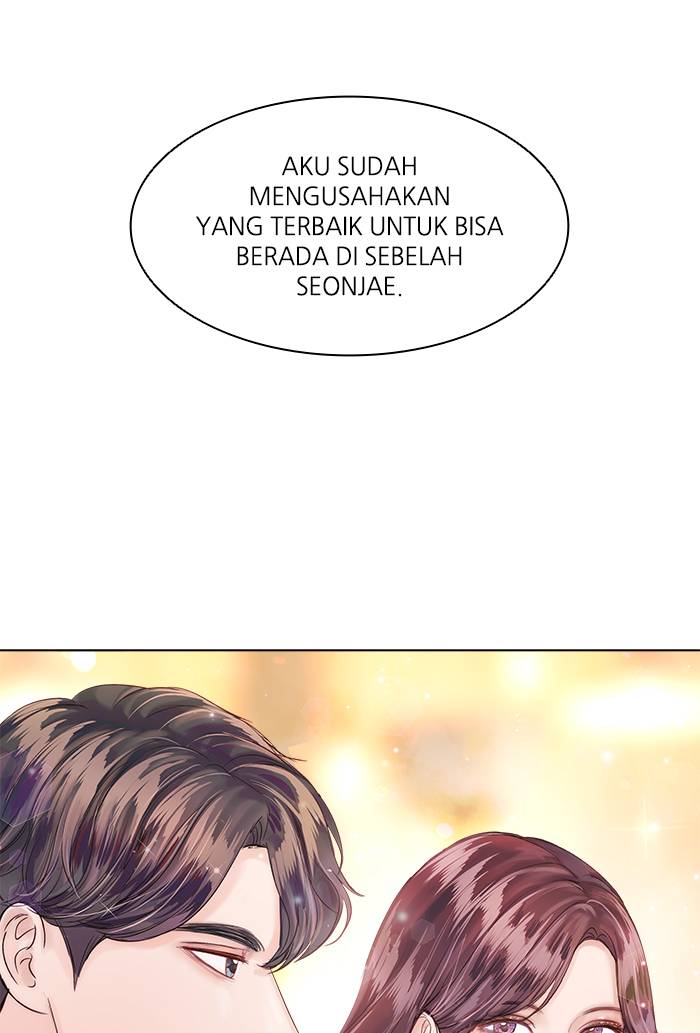 AKU SUDAH
MENGUSAHAKAN
YANG TERBAIK UNTUK BISA
BERADA DI SEBELAH
SEONJAE.